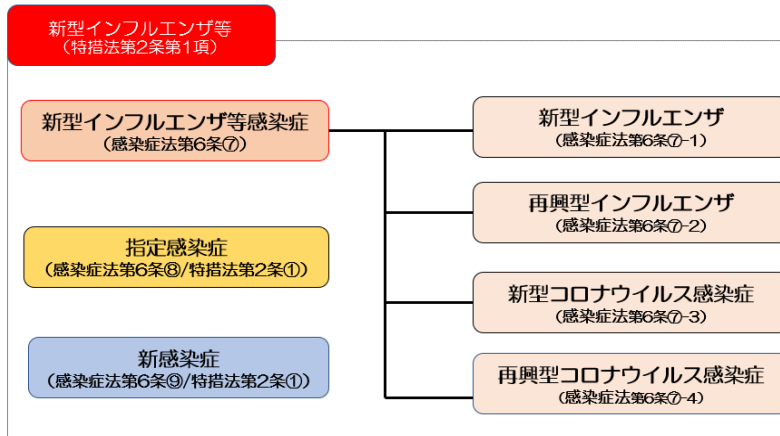 新型インフルエンザ等
(特措法第2条第1項)
新型インフルエンザ等感染症
(感染症法第6条⑦)
指定感染症
(感染症法第6条⑧/特措法第2条①)
新感染症
(感染症法第6条⑨/特措法第2条①)
新型インフルエンザ
(感染症法第6条⑦-1)
再興型インフルエンザ
(感染症法第6条⑦-2)
新型コロナウイルス感染症
(感染症法第6条⑦-3)
再興型コロナウイルス感染症
(感染症法第6条⑦-4)